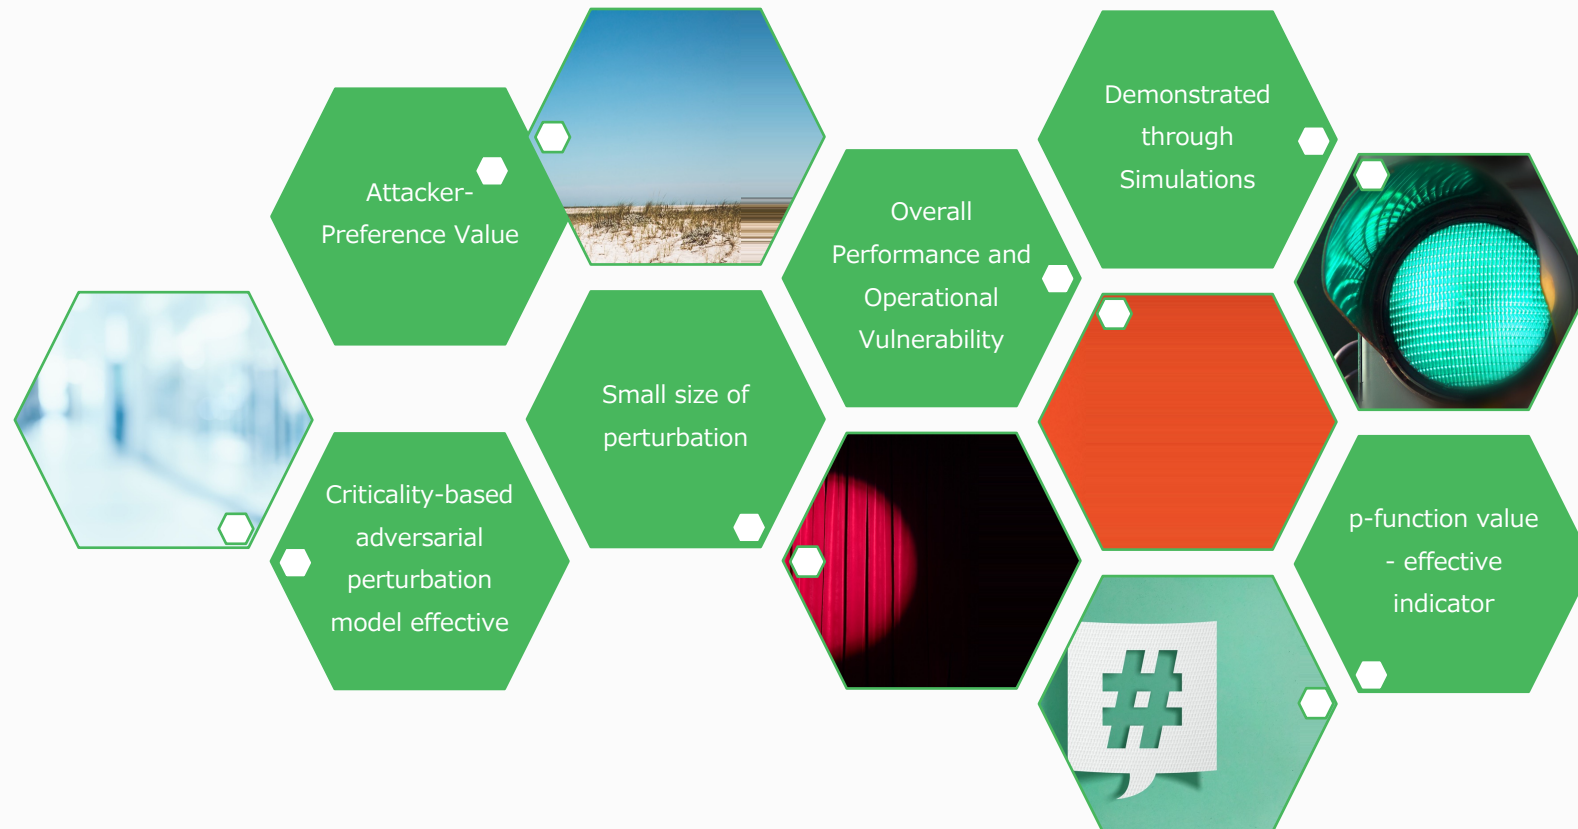 Attacker-
Preference Value
Criticality-based
adversarial
perturbation
model effective
Small size of
perturbation
Overall
Performance and
Operational
Vulnerability
Demonstrated
through
Simulations
p-function value
- effective
indicator
#